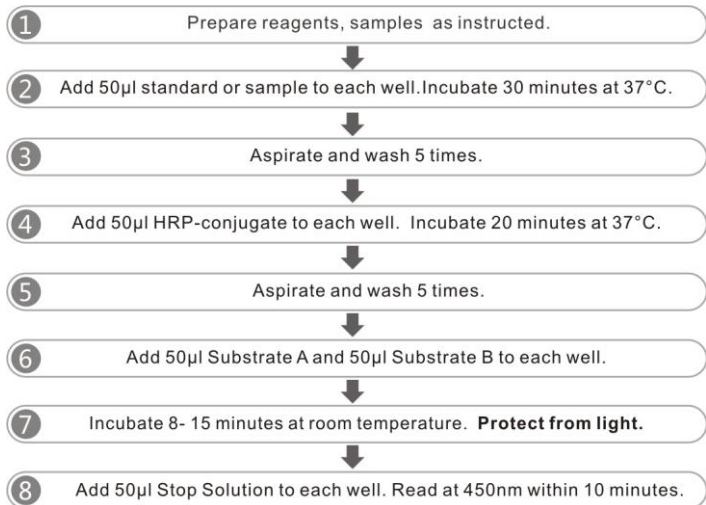 1 Prepare reagents, samples as instructed.
2 Add 50µl standard or sample to each well.Incubate 30 minutes at 37°C.
3 Aspirate and wash 5 times.
4 Add 50µl HRP-conjugate to each well. Incubate 20 minutes at 37°C.
5 Aspirate and wash 5 times.
6 Add 50µl Substrate A and 50µl Substrate B to each well.
7 Incubate 8- 15 minutes at room temperature. Protect from light.
8 Add 50µl Stop Solution to each well. Read at 450nm within 10 minutes.